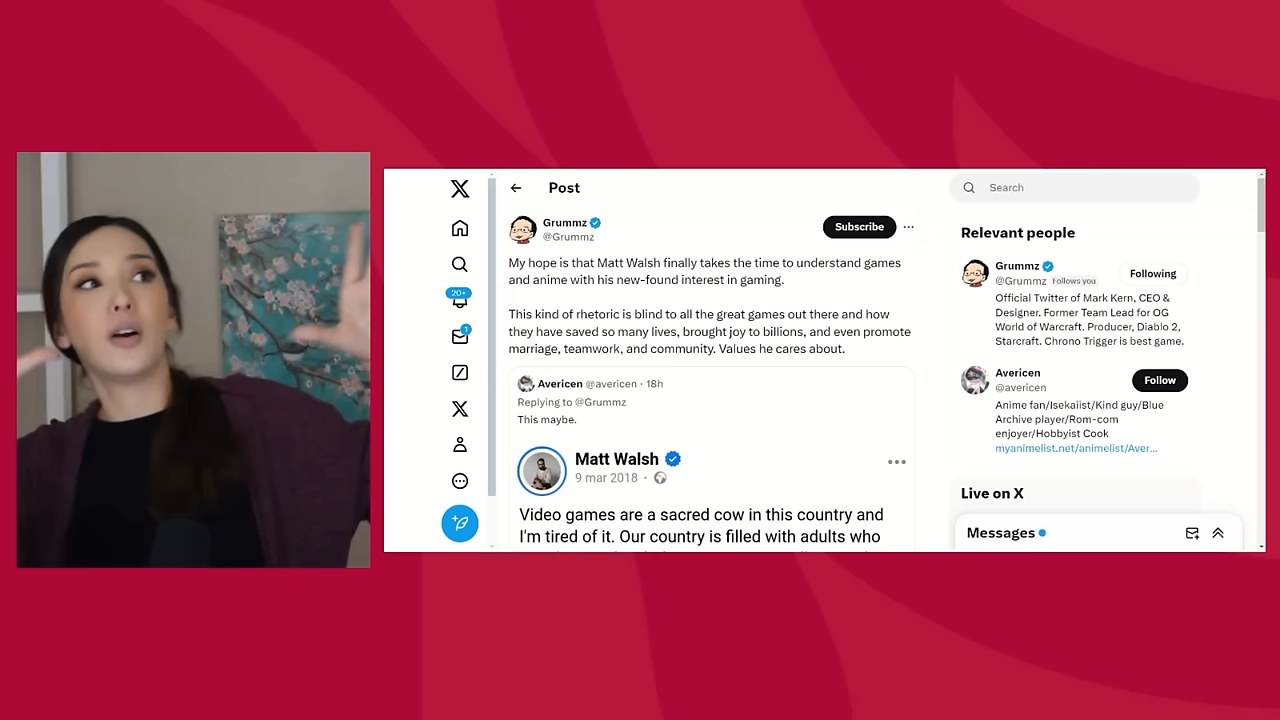 Post
Search
Grummz
@Grummz
Subscribe
My hope is that Matt Walsh finally takes the time to understand games
and anime with his new-found interest in gaming.
This kind of rhetoric is blind to all the great games out there and how
they have saved so many lives, brought joy to billions, and even promote
marriage, teamwork, and community. Values he cares about.
Avericen @avericen · 18h
Replying to @Grummz
This maybe.
Matt Walsh
9 mar 2018 ·
Video games are a sacred cow in this country and
I'm tired of it. Our country is filled with adults who
20+
1
Relevant people
Grummz
@Grummz Follows you
Following
Official Twitter of Mark Kern, CEO &
Designer. Former Team Lead for OG
World of Warcraft. Producer, Diablo 2,
Starcraft. Chrono Trigger is best game.
Avericen
@avericen
Follow
Anime fan/Isekaiist/Kind guy/Blue
Archive player/Rom-com
enjoyer/Hobbyist Cook
myanimelist.net/animelist/Aver...
Live on X
Messages